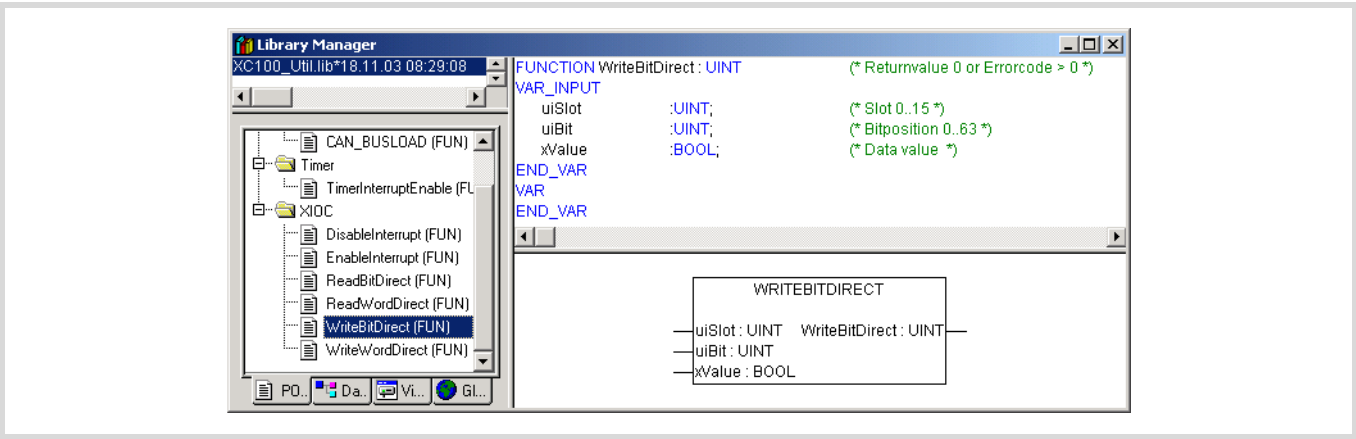 Library Manager
XC100_Util.lib*18.11.03 08:29:08
CAN_BUSLOAD (FUN)
Timer
TimerInterruptEnable (FU
XIOC
DisableInterrupt (FUN)
EnableInterrupt (FUN)
ReadBitDirect (FUN)
ReadWordDirect (FUN)
WriteBitDirect (FUN)
WriteWordDirect (FUN)
PO.. Da.. Vi... Gl...
FUNCTION WriteBitDirect : UINT (* Returnvalue 0 or Errorcode > 0 *)
VAR_INPUT
uiSlot :UINT; (* Slot 0..15 *)
uiBit :UINT; (* Bitposition 0..63 *)
xValue :BOOL; (* Data value *)
END_VAR
VAR
END_VAR
WRITEBITDIRECT
uiSlot : UINT WriteBitDirect : UINT
uiBit : UINT
xValue : BOOL